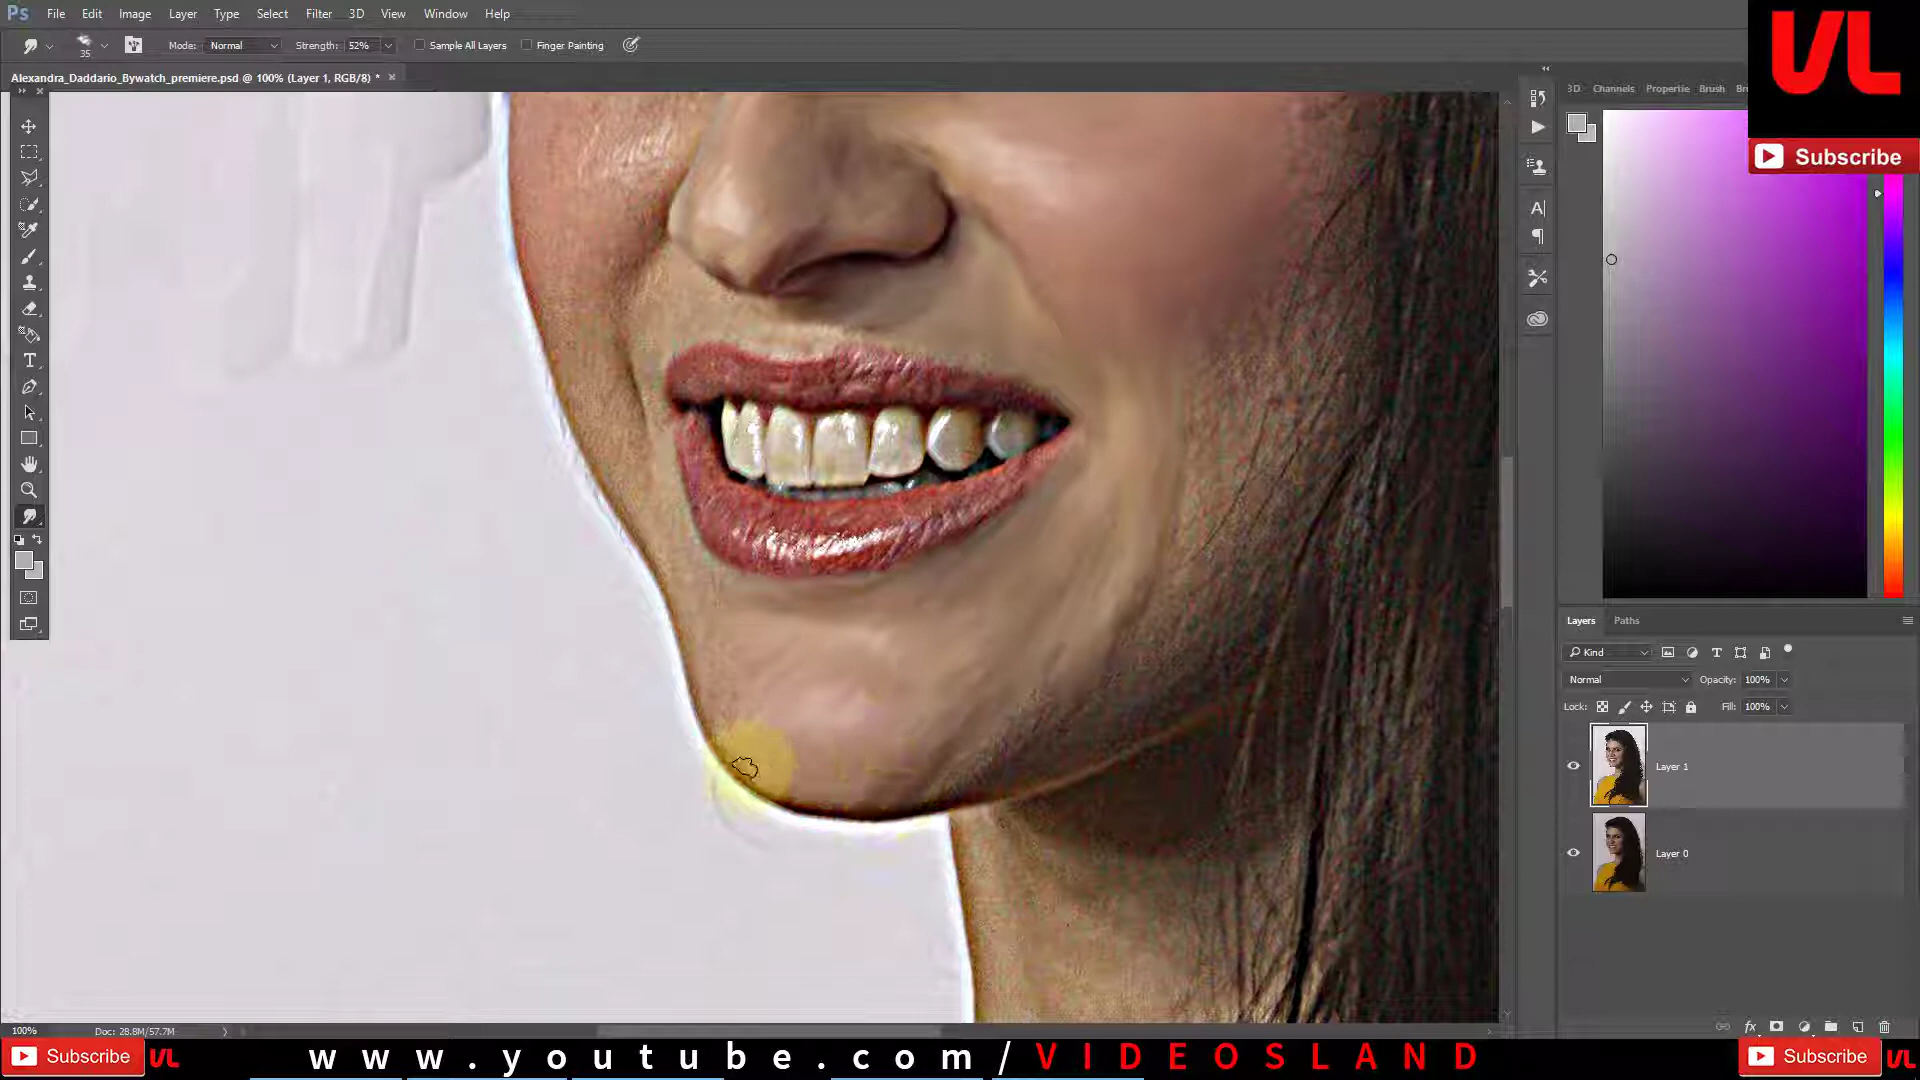 Ps File Edit Image Layer Type Select Filter 3D View Window Help
35 Mode: Normal Strength: 52% Sample All Layers Finger Painting
Alexandra_Daddario_Bywatch_premiere.psd @ 100% (Layer 1, RGB/8) *
3D Channels Propertie Brush
VL
Subscribe
Layers Paths
Kind
Normal Opacity: 100%
Lock: Fill: 100%
Layer 1
Layer 0
100% Doc: 28.8M/57.7M
fx
Subscribe VL www.youtube.com/VIDEOSLAND Subscribe VL